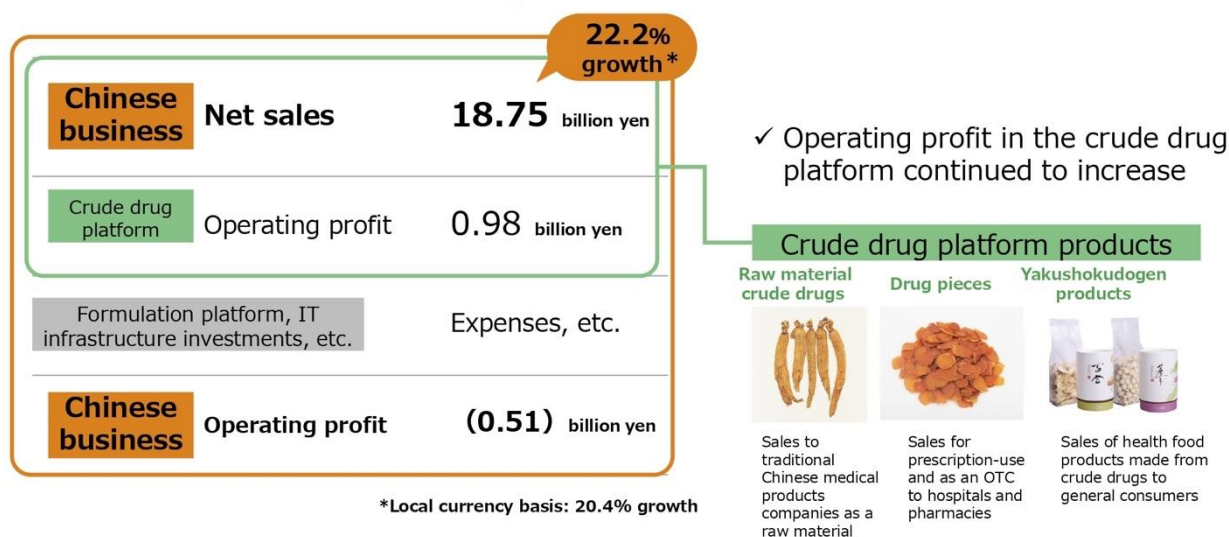 22.2%
growth*
Chinese
business
Net sales
18.75 billion yen
Crude drug
platform
Operating profit
0.98 billion yen
Formulation platform, IT
infrastructure investments, etc.
Expenses, etc.
Chinese
business
Operating profit
(0.51) billion yen
*Local currency basis: 20.4% growth
✓ Operating profit in the crude drug
platform continued to increase
Crude drug platform products
Raw material
crude drugs
Drug pieces
Yakushokudogen
products
Sales to
traditional
Chinese medical
products
companies as a
raw material
Sales for
prescription-use
and as an OTC
to hospitals and
pharmacies
Sales of health food
products made from
crude drugs to
general consumers